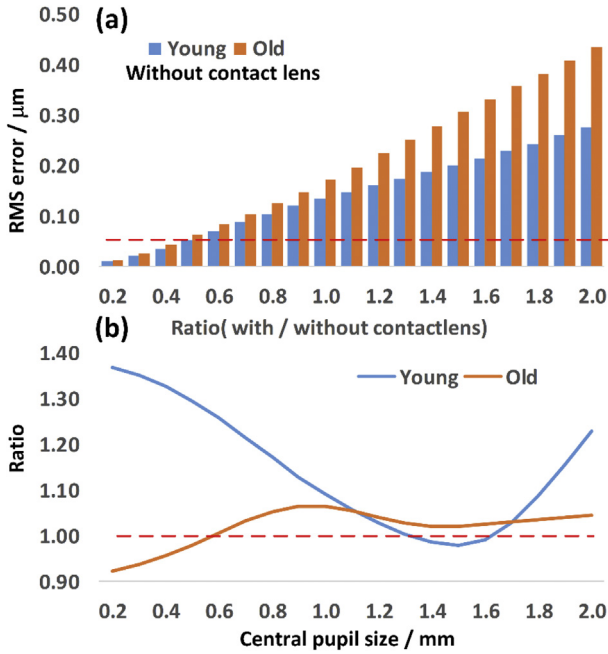 (a)
Young Old
Without contact lens
RMS error / μm
0.50
0.40
0.30
0.20
0.10
0.00
0.2 0.4 0.6 0.8 1.0 1.2 1.4 1.6 1.8 2.0
(b)
Ratio( with / without contactlens)
Young Old
Ratio
1.40
1.30
1.20
1.10
1.00
0.90
0.2 0.4 0.6 0.8 1.0 1.2 1.4 1.6 1.8 2.0
Central pupil size / mm